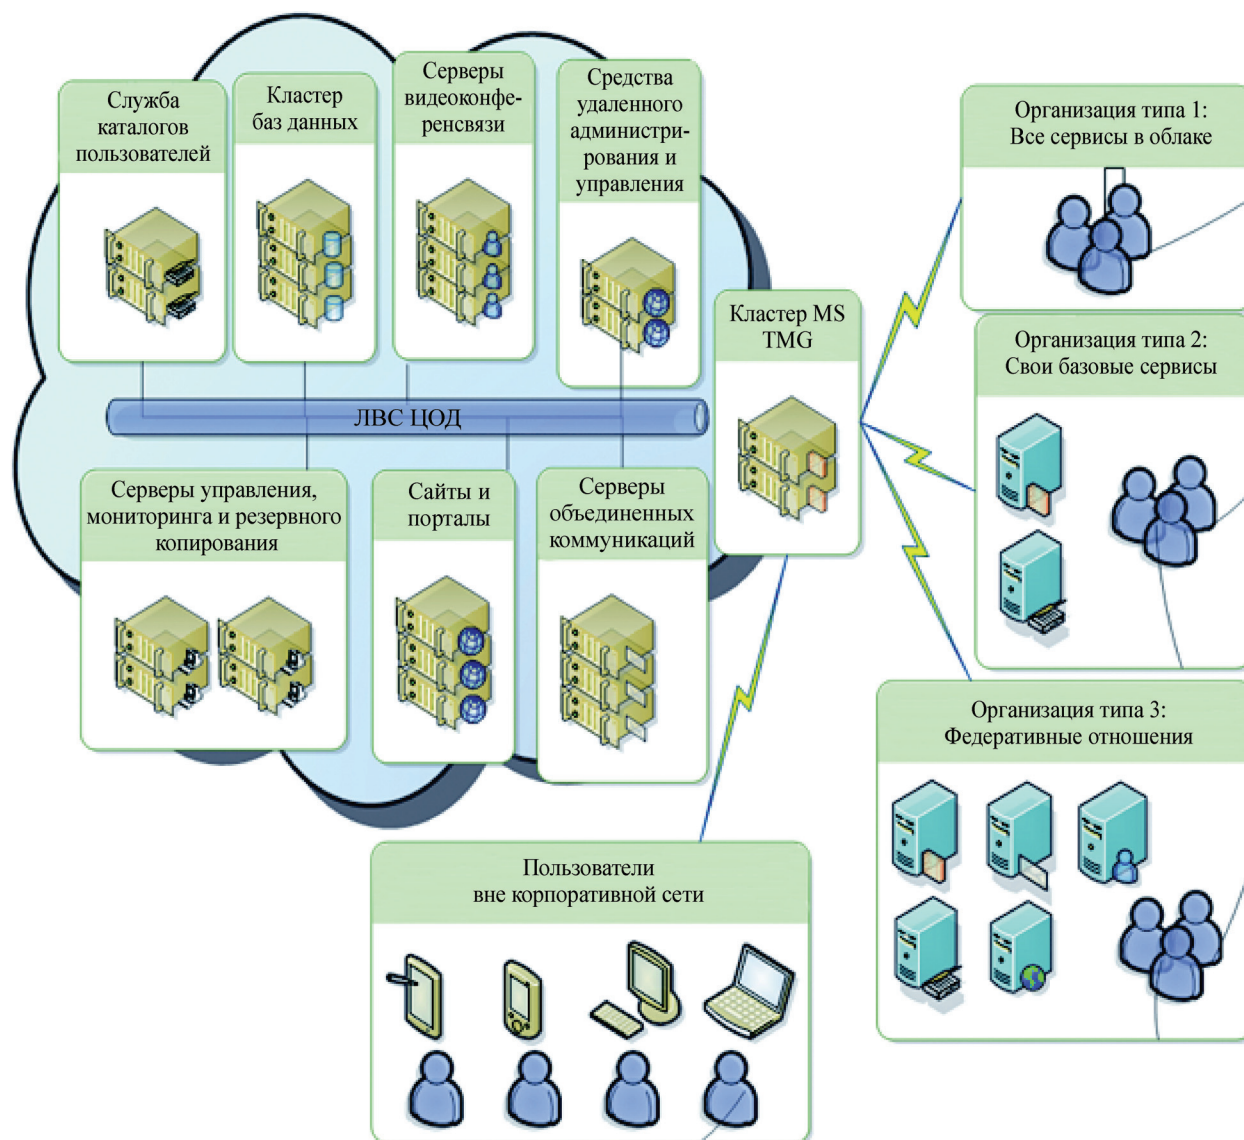 Служба
каталогов
пользователей
Кластер
баз данных
Серверы
видеоконфе-
ренсвязи
Средства
удаленного
администри-
рования и
управления
Кластер MS
TMG
ЛВС ЦОД
Серверы управления,
мониторинга и резервного
копирования
Сайты и
порталы
Серверы
объединенных
коммуникаций
Организация типа 1:
Все сервисы в облаке
Организация типа 2:
Свои базовые сервисы
Организация типа 3:
Федеративные отношения
Пользователи
вне корпоративной сети